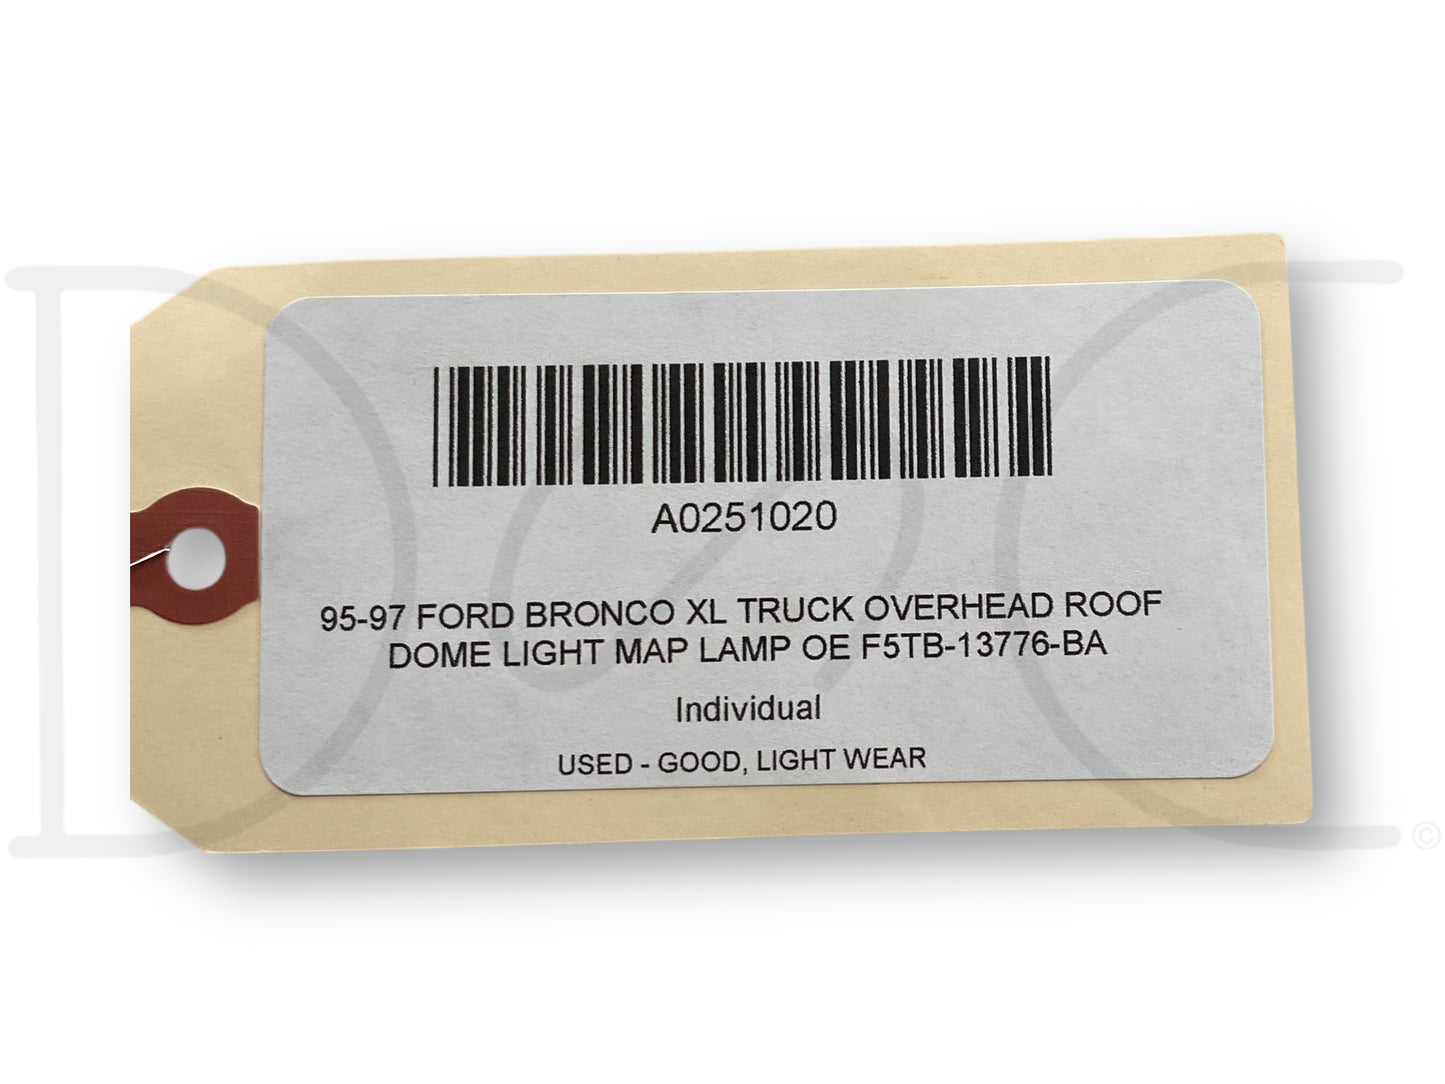 A0251020
95-97 FORD BRONCO XL TRUCK OVERHEAD ROOF
DOME LIGHT MAP LAMP OE F5TB-13776-BA
Individual
USED - GOOD, LIGHT WEAR
©